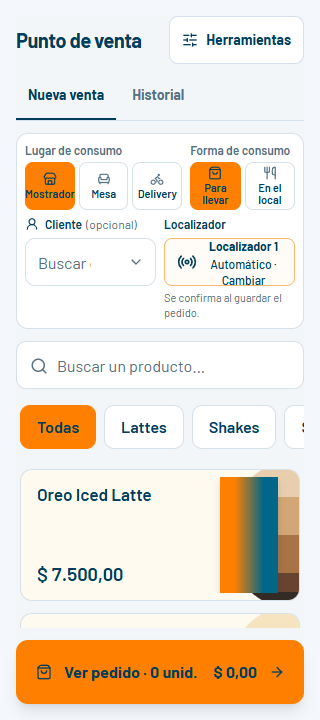 Punto de venta
Herramientas
Nueva venta
Historial
Lugar de consumo
Forma de consumo
Mostrador
Mesa
Delivery
Para
llevar
En el
local
Cliente (opcional)
Localizador
Buscar
Localizador 1
Automático ·
Cambiar
Se confirma al guardar el
pedido.
Buscar un producto...
Todas
Lattes
Shakes
Oreo Iced Latte
$ 7.500,00
Ver pedido · 0 unid.
$ 0,00